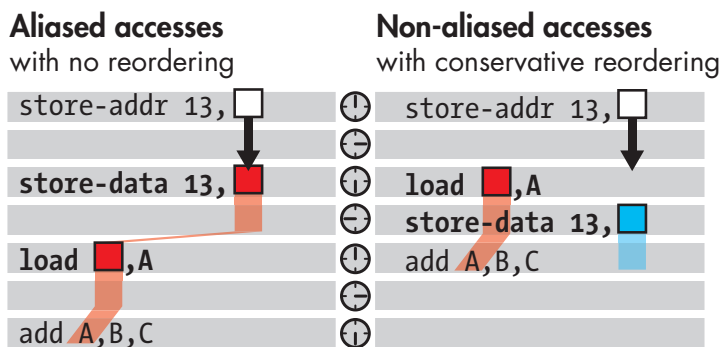 Aliased accesses
with no reordering
store-addr 13,
store-data 13,
load ,A
add A,B,C
Non-aliased accesses
with conservative reordering
store-addr 13,
load ,A
store-data 13,
add A,B,C